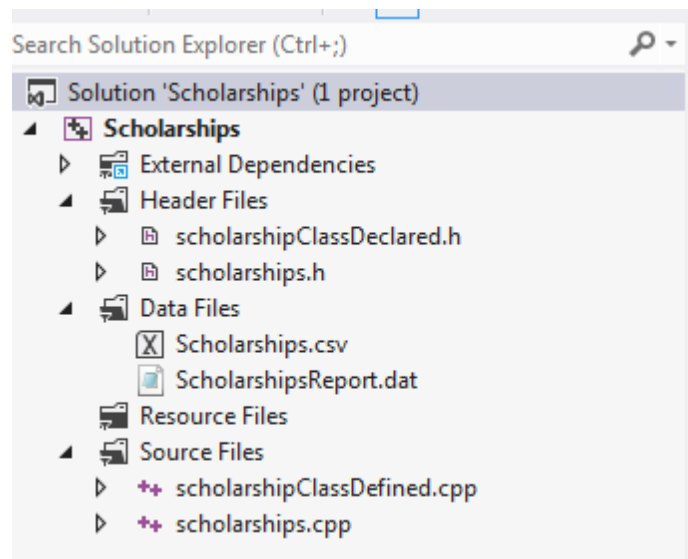 Search Solution Explorer (Ctrl+;)
Solution 'Scholarships' (1 project)
Scholarships
External Dependencies
Header Files
scholarshipClassDeclared.h
scholarships.h
Data Files
Scholarships.csv
ScholarshipsReport.dat
Resource Files
Source Files
scholarshipClassDefined.cpp
scholarships.cpp